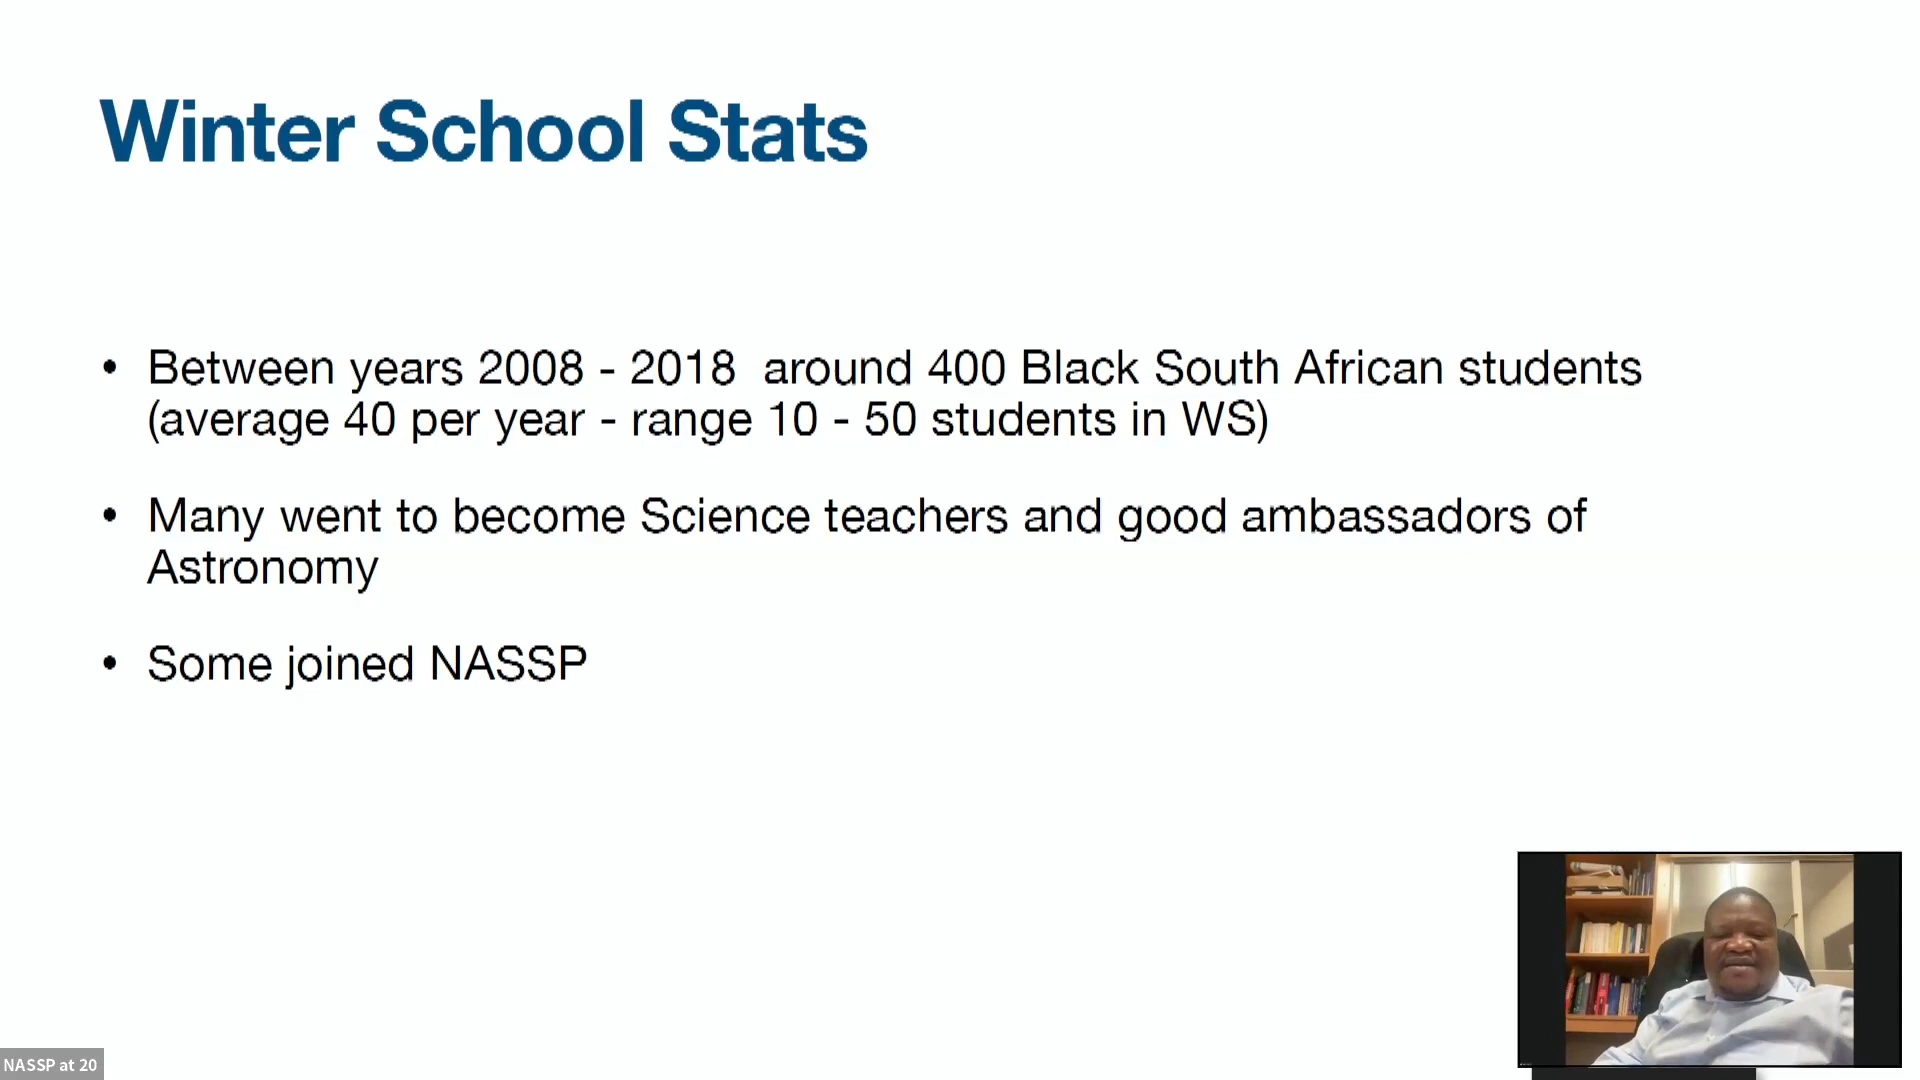 Winter School Stats
• Between years 2008 - 2018 around 400 Black South African students
(average 40 per year - range 10 - 50 students in WS)
• Many went to become Science teachers and good ambassadors of
Astronomy
• Some joined NASSP
NASSP at 20